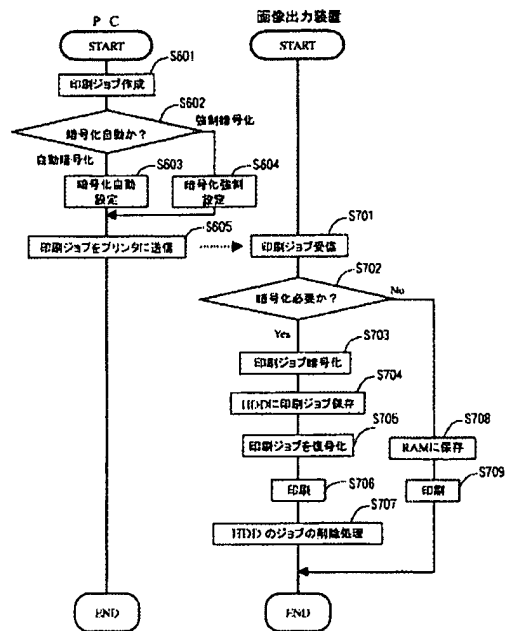 P C
START
S601
印刷ジョブ作成
S602
暗号化自動か？
強制暗号化
自動暗号化
S603
暗号化自動
設定
S604
暗号化強制
設定
S605
印刷ジョブをプリンタに送信
END
画像出力装置
START
S701
印刷ジョブ受信
S702
暗号化必要か？
No
Yes
S703
印刷ジョブ暗号化
S704
HDDに印刷ジョブ保存
S705
印刷ジョブを復号化
S706
印刷
S707
HDDのジョブの削除処理
S708
RAMに保存
S709
印刷
END